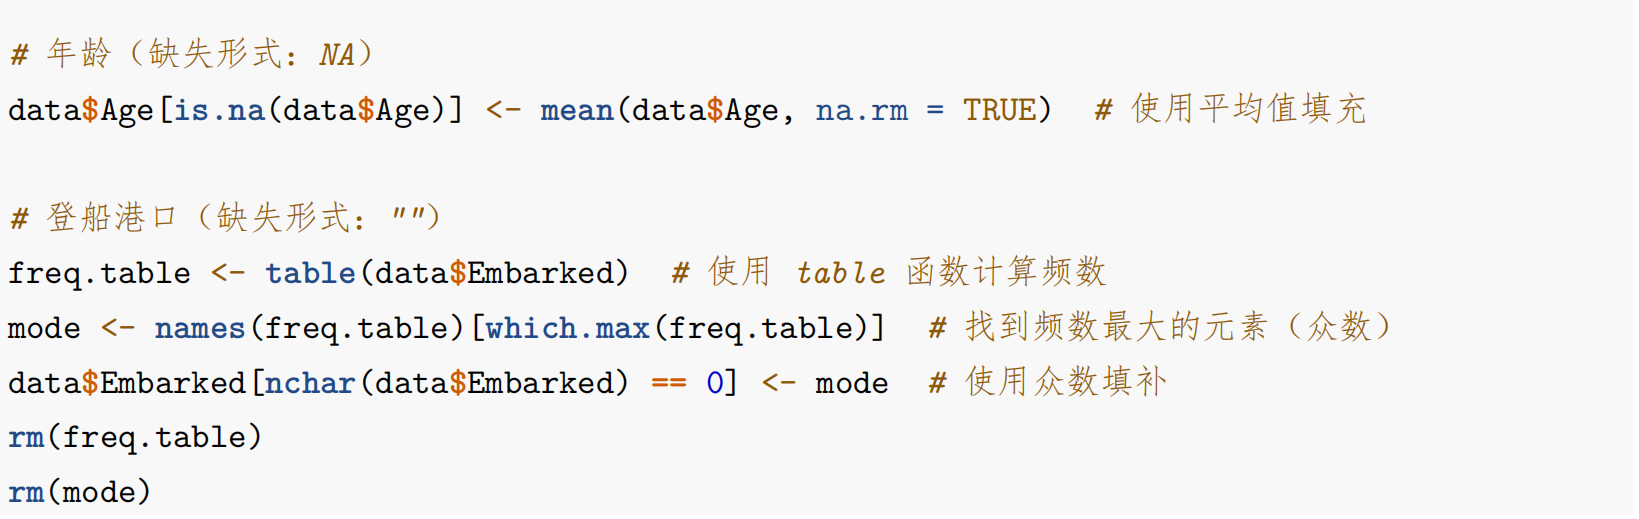 # 年龄（缺失形式：NA）
data$Age[is.na(data$Age)] <- mean(data$Age, na.rm = TRUE)  # 使用平均值填充
# 登船港口（缺失形式：""）
freq.table <- table(data$Embarked)  # 使用 table 函数计算频数
mode <- names(freq.table)[which.max(freq.table)]  # 找到频数最大的元素（众数）
data$Embarked[nchar(data$Embarked) == 0] <- mode  # 使用众数填补
rm(freq.table)
rm(mode)